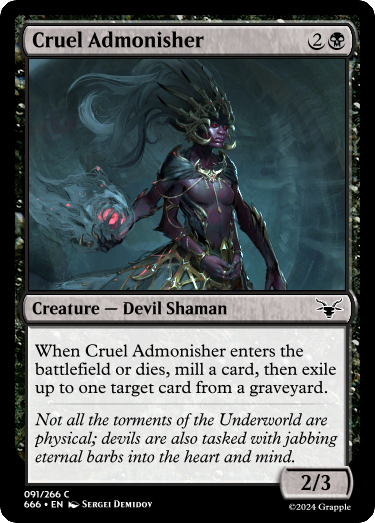 Cruel Admonisher 2
Creature — Devil Shaman
When Cruel Admonisher enters the
battlefield or dies, mill a card, then exile
up to one target card from a graveyard.
Not all the torments of the Underworld are
physical; devils are also tasked with jabbing
eternal barbs into the heart and mind.
2/3
091/266 C
666 • EN Sergei Demidov
©2024 Grapple